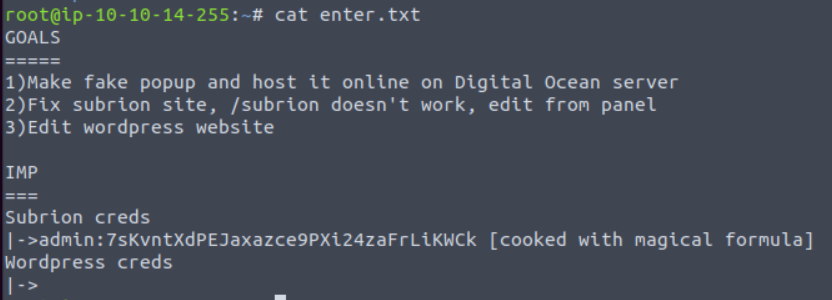 root@ip-10-10-14-255:~# cat enter.txt
GOALS
=====
1)Make fake popup and host it online on Digital Ocean server
2)Fix subrion site, /subrion doesn't work, edit from panel
3)Edit wordpress website
IMP
===
Subrion creds
|->admin:7sKvntXdPEJaxazce9PXi24zaFrLiKWCk [cooked with magical formula]
Wordpress creds
|->